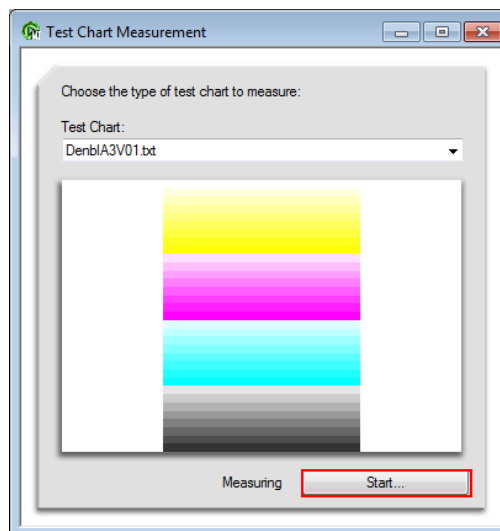 Test Chart Measurement
Choose the type of test chart to measure:
Test Chart:
DenblA3V01.txt
Measuring
Start...